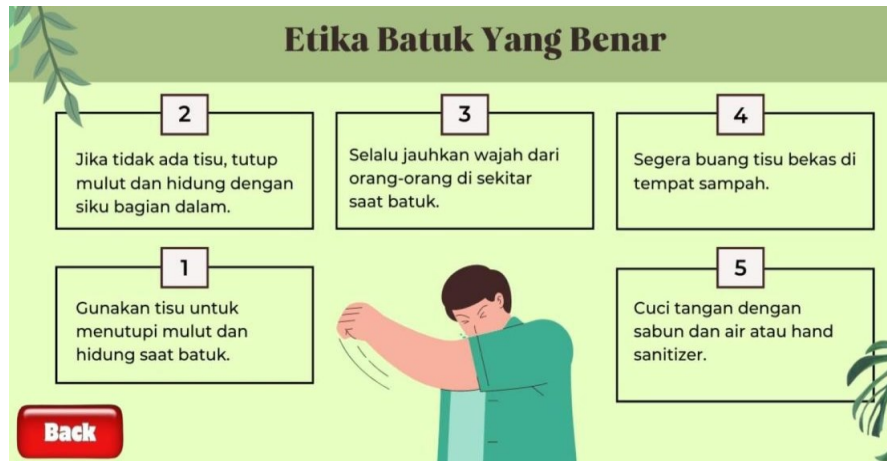 Etika Batuk Yang Benar
2
Jika tidak ada tisu, tutup
mulut dan hidung dengan
siku bagian dalam.
3
Selalu jauhkan wajah dari
orang-orang di sekitar
saat batuk.
4
Segera buang tisu bekas di
tempat sampah.
1
Gunakan tisu untuk
menutupi mulut dan
hidung saat batuk.
5
Cuci tangan dengan
sabun dan air atau hand
sanitizer.
Back